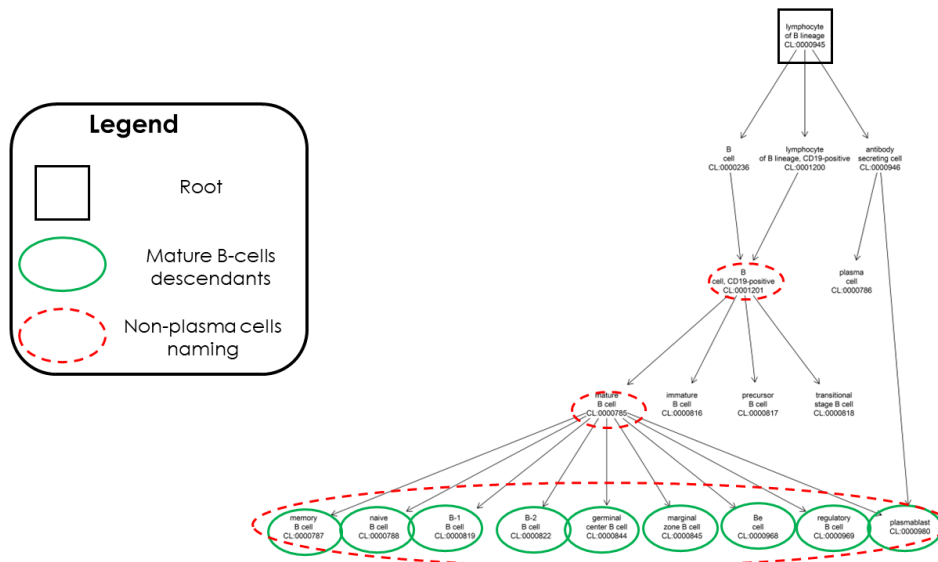 lymphocyte
of B lineage
CL:0000945
Legend
Root
Mature B-cells
descendants
Non-plasma cells
naming
B
cell
CL:0000236
lymphocyte
of B lineage, CD19-positive
CL:0001200
antibody
secreting cell
CL:0000946
B
cell, CD19-positive
CL:0001201
plasma
cell
CL:0000786
mature
B cell
CL:0000785
immature
B cell
CL:0000816
precursor
B cell
CL:0000817
transitional
stage B cell
CL:0000818
memory
B cell
CL:0000787
naive
B cell
CL:0000788
B-1
B cell
CL:0000819
B-2
B cell
CL:0000822
germinal
center B cell
CL:0000844
marginal
zone B cell
CL:0000845
Be
cell
CL:0000968
regulatory
B cell
CL:0000969
plasmablast
CL:0000980